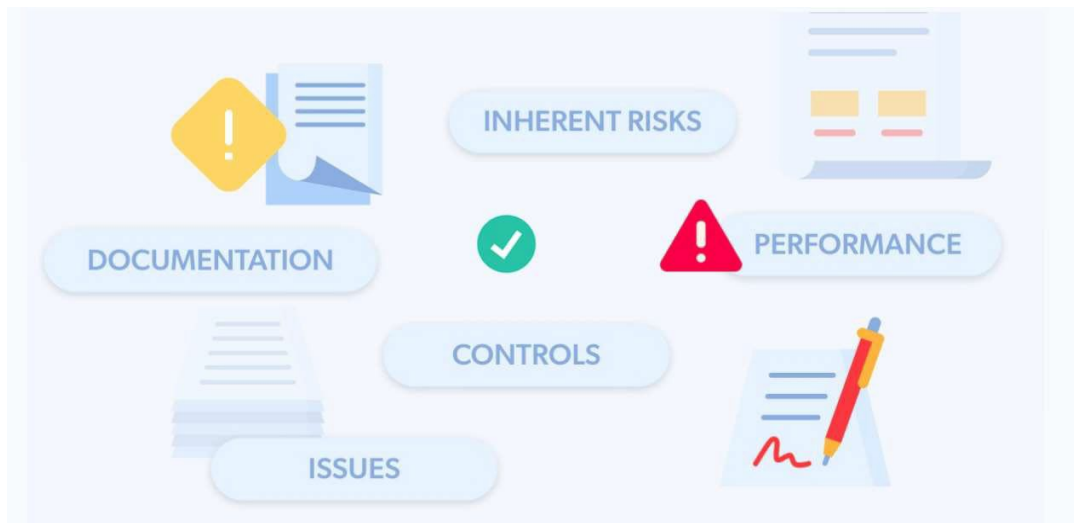 INHERENT RISKS
DOCUMENTATION
PERFORMANCE
CONTROLS
ISSUES